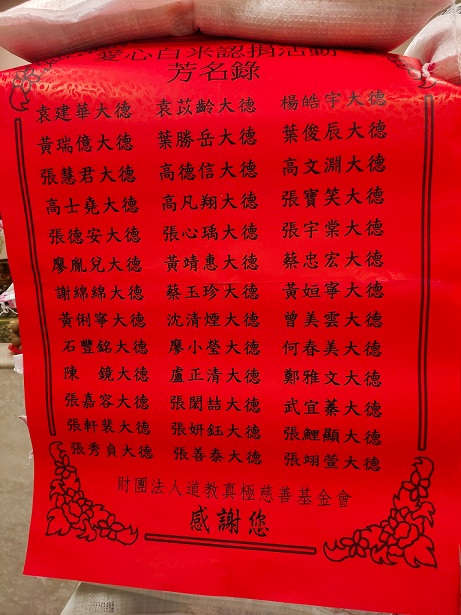 愛心白米認捐活動
芳名錄
袁建華大德 袁苡齡大德 楊皓宇大德
黃瑞億大德 葉勝岳大德 葉俊辰大德
張慧君大德 高德信大德 高文淵大德
高士堯大德 高凡翔大德 張寶笑大德
張德安大德 張心瑀大德 張宇棠大德
廖胤兒大德 黃靖惠大德 蔡忠宏大德
謝綿綿大德 蔡玉珍大德 黃姮寧大德
黃俐寧大德 沈清煙大德 曾美雲大德
石豐銘大德 廖小瑩大德 何春美大德
陳 鏡大德 盧正清大德 鄭雅文大德
張嘉容大德 張閎喆大德 武宜蓁大德
張軒裴大德 張妍鈺大德 張鯉顯大德
張秀貞大德 張善泰大德 張翊萱大德
財團法人道教真極慈善基金會
感謝您